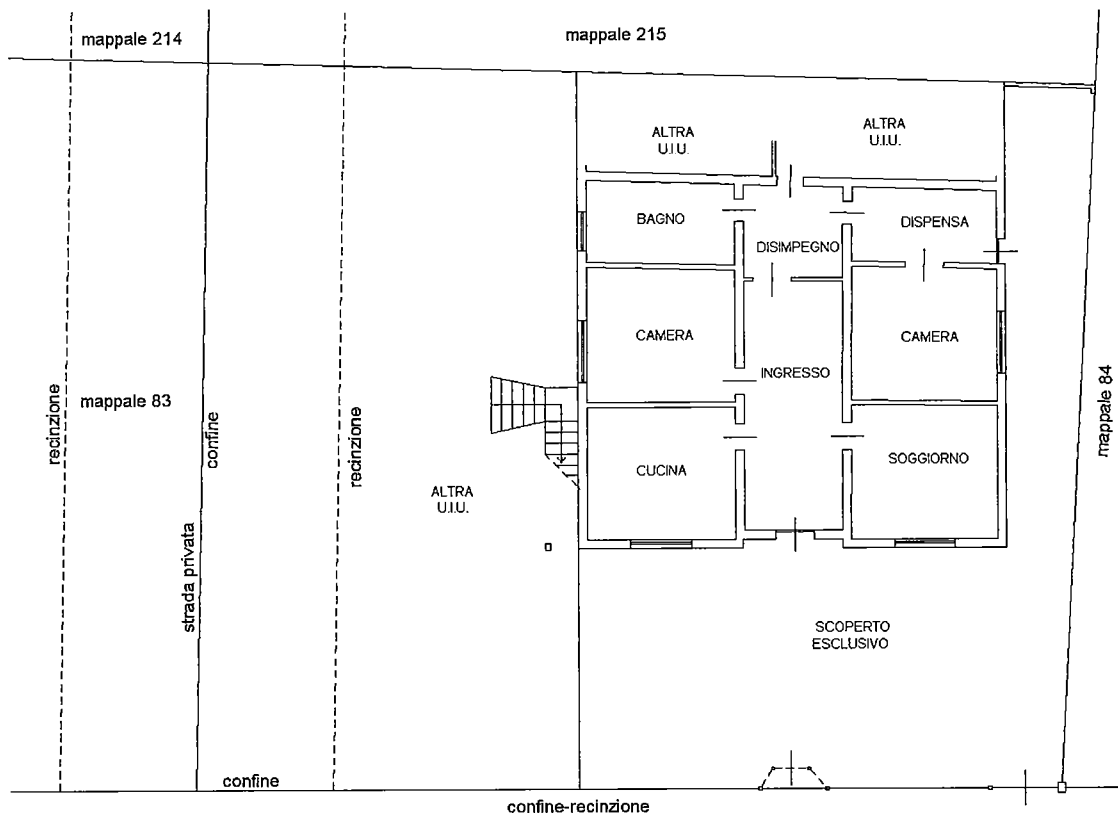 mappale 214
mappale 215
ALTRA
U.I.U.
ALTRA
U.I.U.
BAGNO
DISPENSA
DISIMPEGNO
CAMERA
CAMERA
INGRESSO
mappale 83
recinzione
confine
recinzione
mappale 84
CUCINA
SOGGIORNO
ALTRA
U.I.U.
strada privata
SCOPERTO
ESCLUSIVO
confine
confine-recinzione